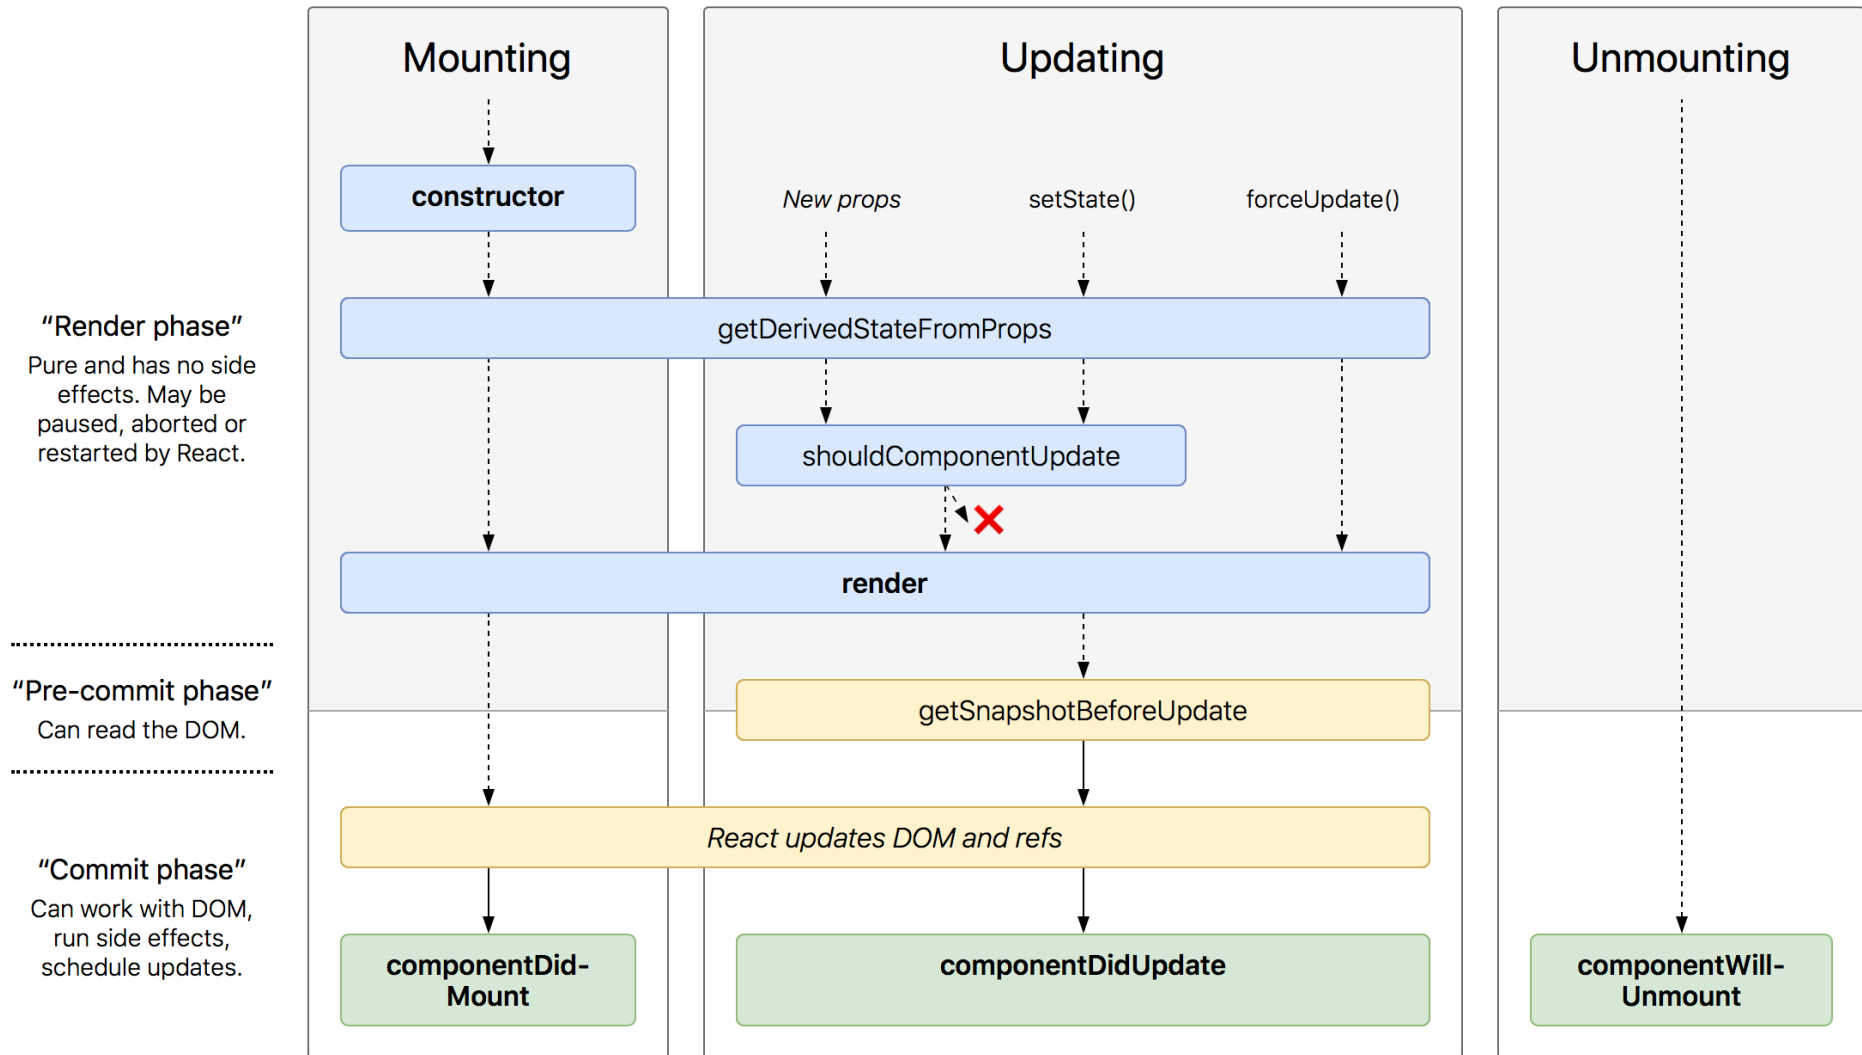 Mounting
Updating
Unmounting
constructor
New props
setState()
forceUpdate()
“Render phase”
Pure and has no side
effects. May be
paused, aborted or
restarted by React.
getDerivedStateFromProps
shouldComponentUpdate
render
“Pre-commit phase”
Can read the DOM.
getSnapshotBeforeUpdate
React updates DOM and refs
“Commit phase”
Can work with DOM,
run side effects,
schedule updates.
componentDid-
Mount
componentDidUpdate
componentWill-
Unmount